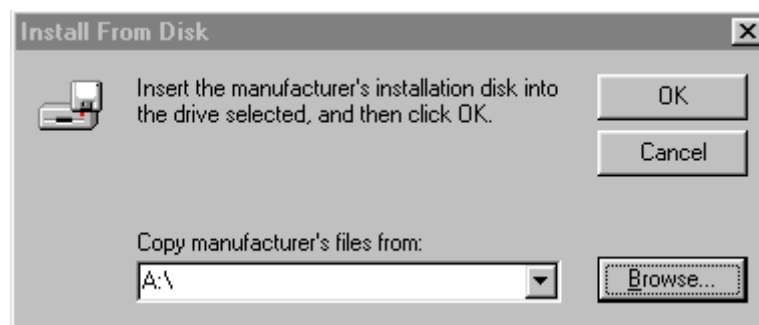 Install From Disk
Insert the manufacturer's installation disk into
the drive selected, and then click OK.
OK
Cancel
Copy manufacturer's files from:
A:\
Browse...